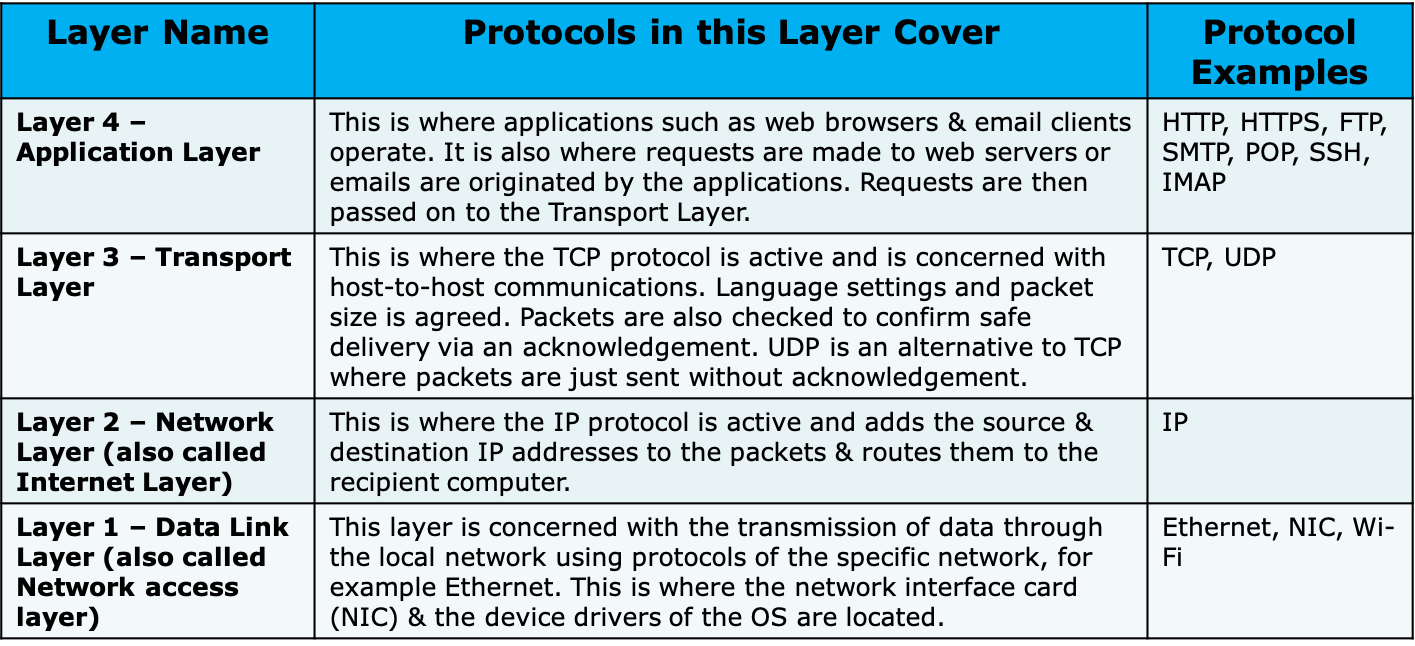 Layer Name
Protocols in this Layer Cover
Protocol
Examples
Layer 4 –
Application Layer
This is where applications such as web browsers & email clients
operate. It is also where requests are made to web servers or
emails are originated by the applications. Requests are then
passed on to the Transport Layer.
HTTP, HTTPS, FTP,
SMTP, POP, SSH,
IMAP
Layer 3 – Transport
Layer
This is where the TCP protocol is active and is concerned with
host-to-host communications. Language settings and packet
size is agreed. Packets are also checked to confirm safe
delivery via an acknowledgement. UDP is an alternative to TCP
where packets are just sent without acknowledgement.
TCP, UDP
Layer 2 – Network
Layer (also called
Internet Layer)
This is where the IP protocol is active and adds the source &
destination IP addresses to the packets & routes them to the
recipient computer.
IP
Layer 1 – Data Link
Layer (also called
Network access
layer)
This layer is concerned with the transmission of data through
the local network using protocols of the specific network, for
example Ethernet. This is where the network interface card
(NIC) & the device drivers of the OS are located.
Ethernet, NIC, Wi-
Fi